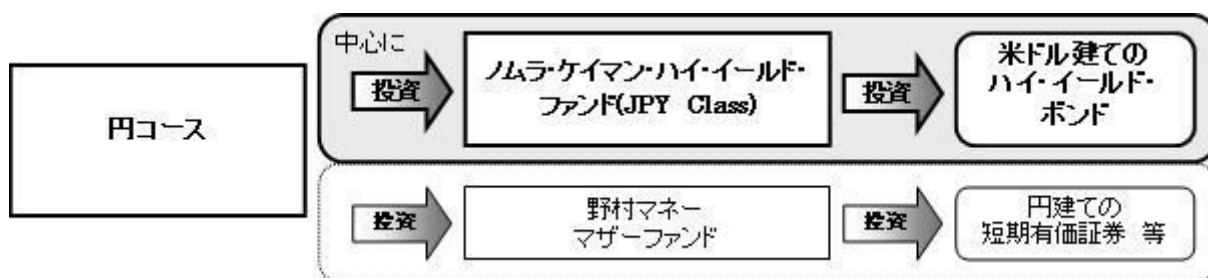 円コース
中心に
投資
ノムラ・ケイマン・ハイ・イールド・
ファンド(JPY Class)
投資
米ドル建ての
ハイ・イールド・
ボンド
投資
野村マネー
マザーファンド
投資
円建ての
短期有価証券 等